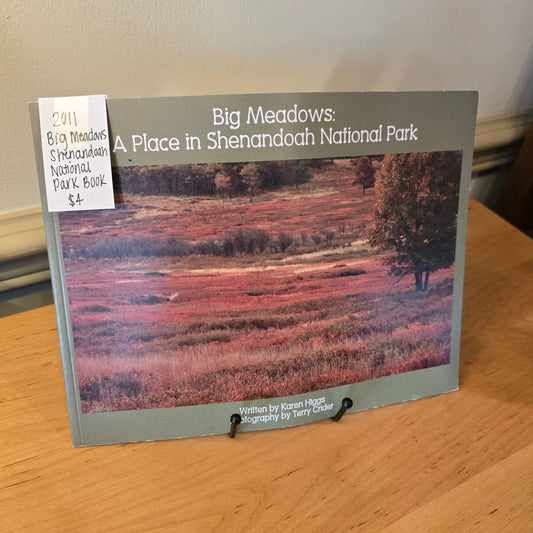 2011
Big Meadows
Shenandoah
National
Park Book
$4
Big Meadows:
A Place in Shenandoah National Park
Written by Karen Higgs
by Terry Crider